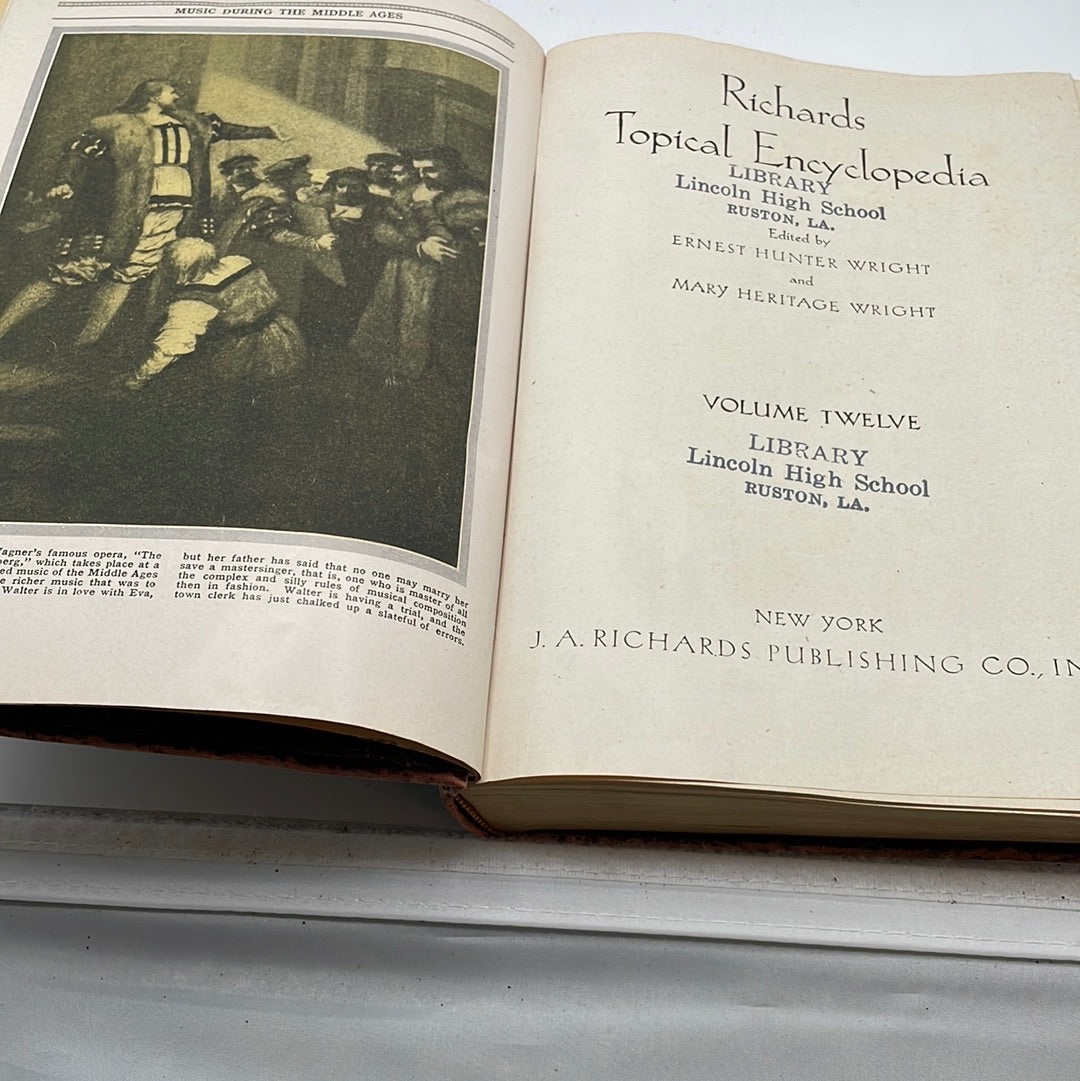 MUSIC DURING THE MIDDLE AGES
agner's famous opera, "The
berg," which takes place at a
ed music of the Middle Ages
e richer music that was to
Walter is in love with Eva,
but her father has said that no one may marry her
save a mastersinger, that is, one who is master of all
the complex and silly rules of musical composition
then in fashion. Walter is having a trial, and the
town clerk has just chalked up a slateful of errors.
Richards
Topical Encyclopedia
LIBRARY
Lincoln High School
RUSTON, LA.
Edited by
ERNEST HUNTER WRIGHT
and
MARY HERITAGE WRIGHT
VOLUME TWELVE
LIBRARY
Lincoln High School
RUSTON, LA.
NEW YORK
J. A. RICHARDS PUBLISHING CO., IN